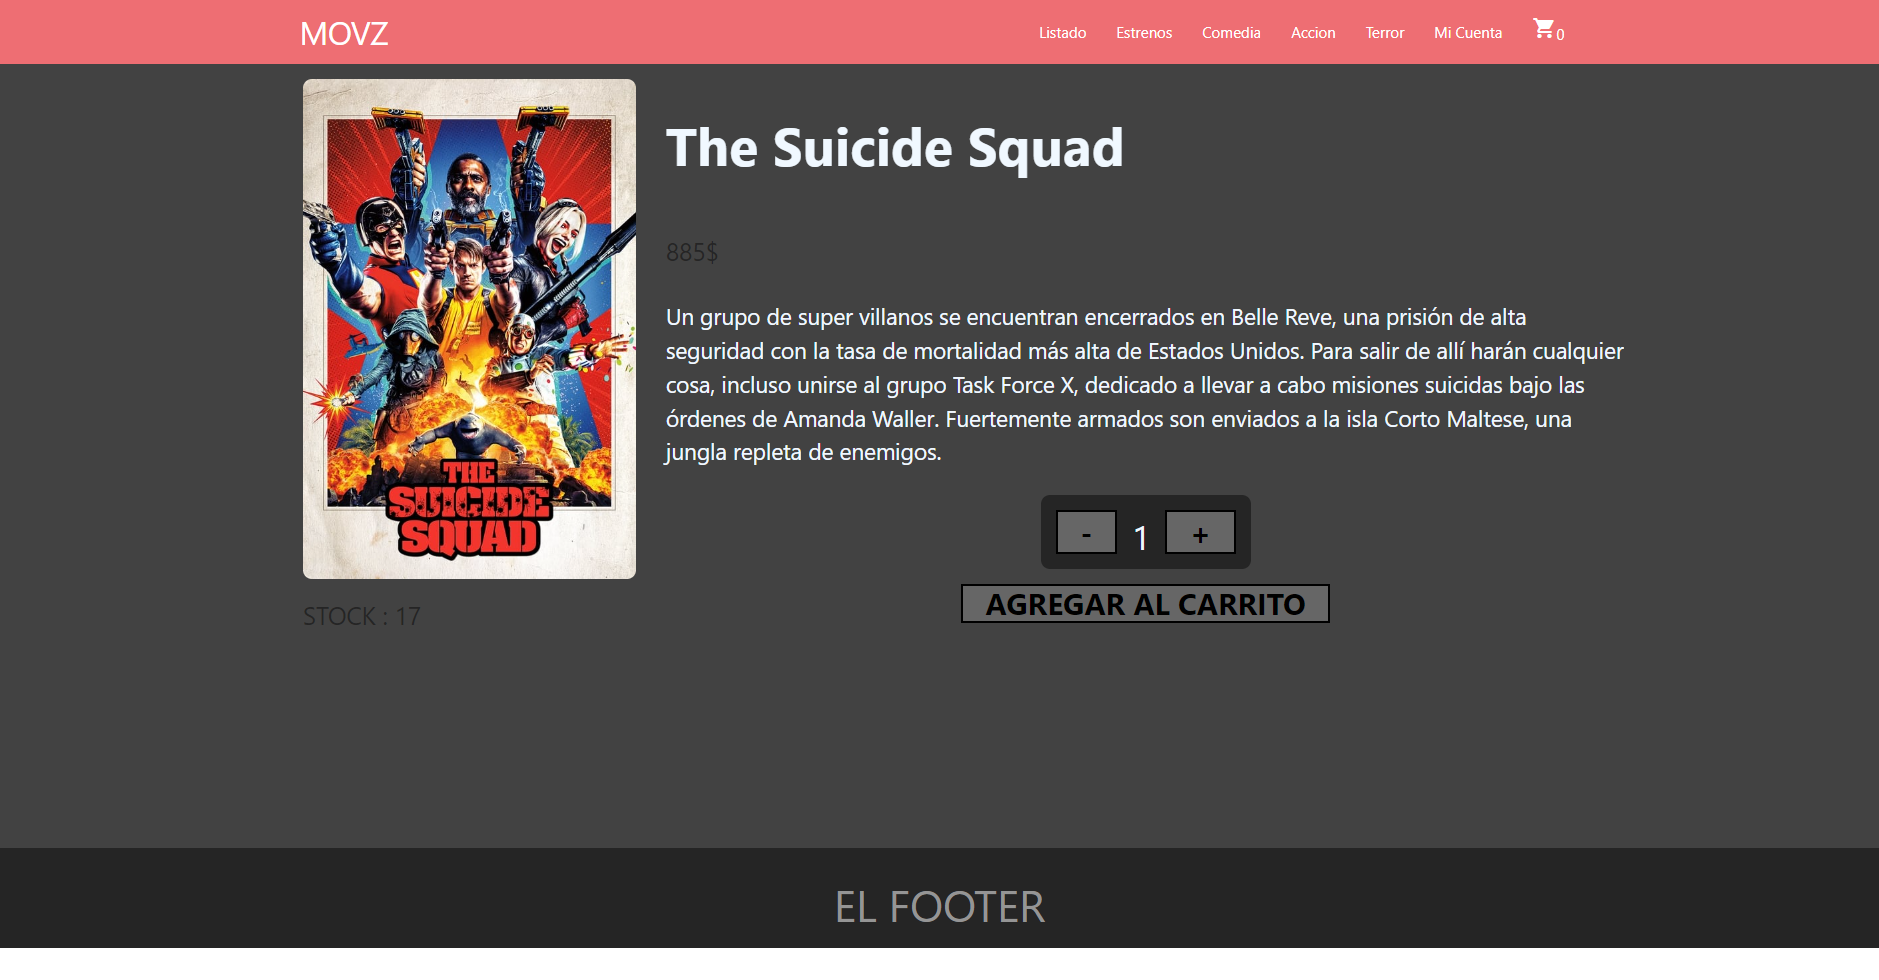 MOVZ
Listado Estrenos Comedia Accion Terror Mi Cuenta 0
The Suicide Squad
885$
Un grupo de super villanos se encuentran encerrados en Belle Reve, una prisión de alta
seguridad con la tasa de mortalidad más alta de Estados Unidos. Para salir de allí harán cualquier
cosa, incluso unirse al grupo Task Force X, dedicado a llevar a cabo misiones suicidas bajo las
órdenes de Amanda Waller. Fuertemente armados son enviados a la isla Corto Maltese, una
jungla repleta de enemigos.
THE
SUICIDE
SQUAD
- 1 +
AGREGAR AL CARRITO
STOCK : 17
EL FOOTER